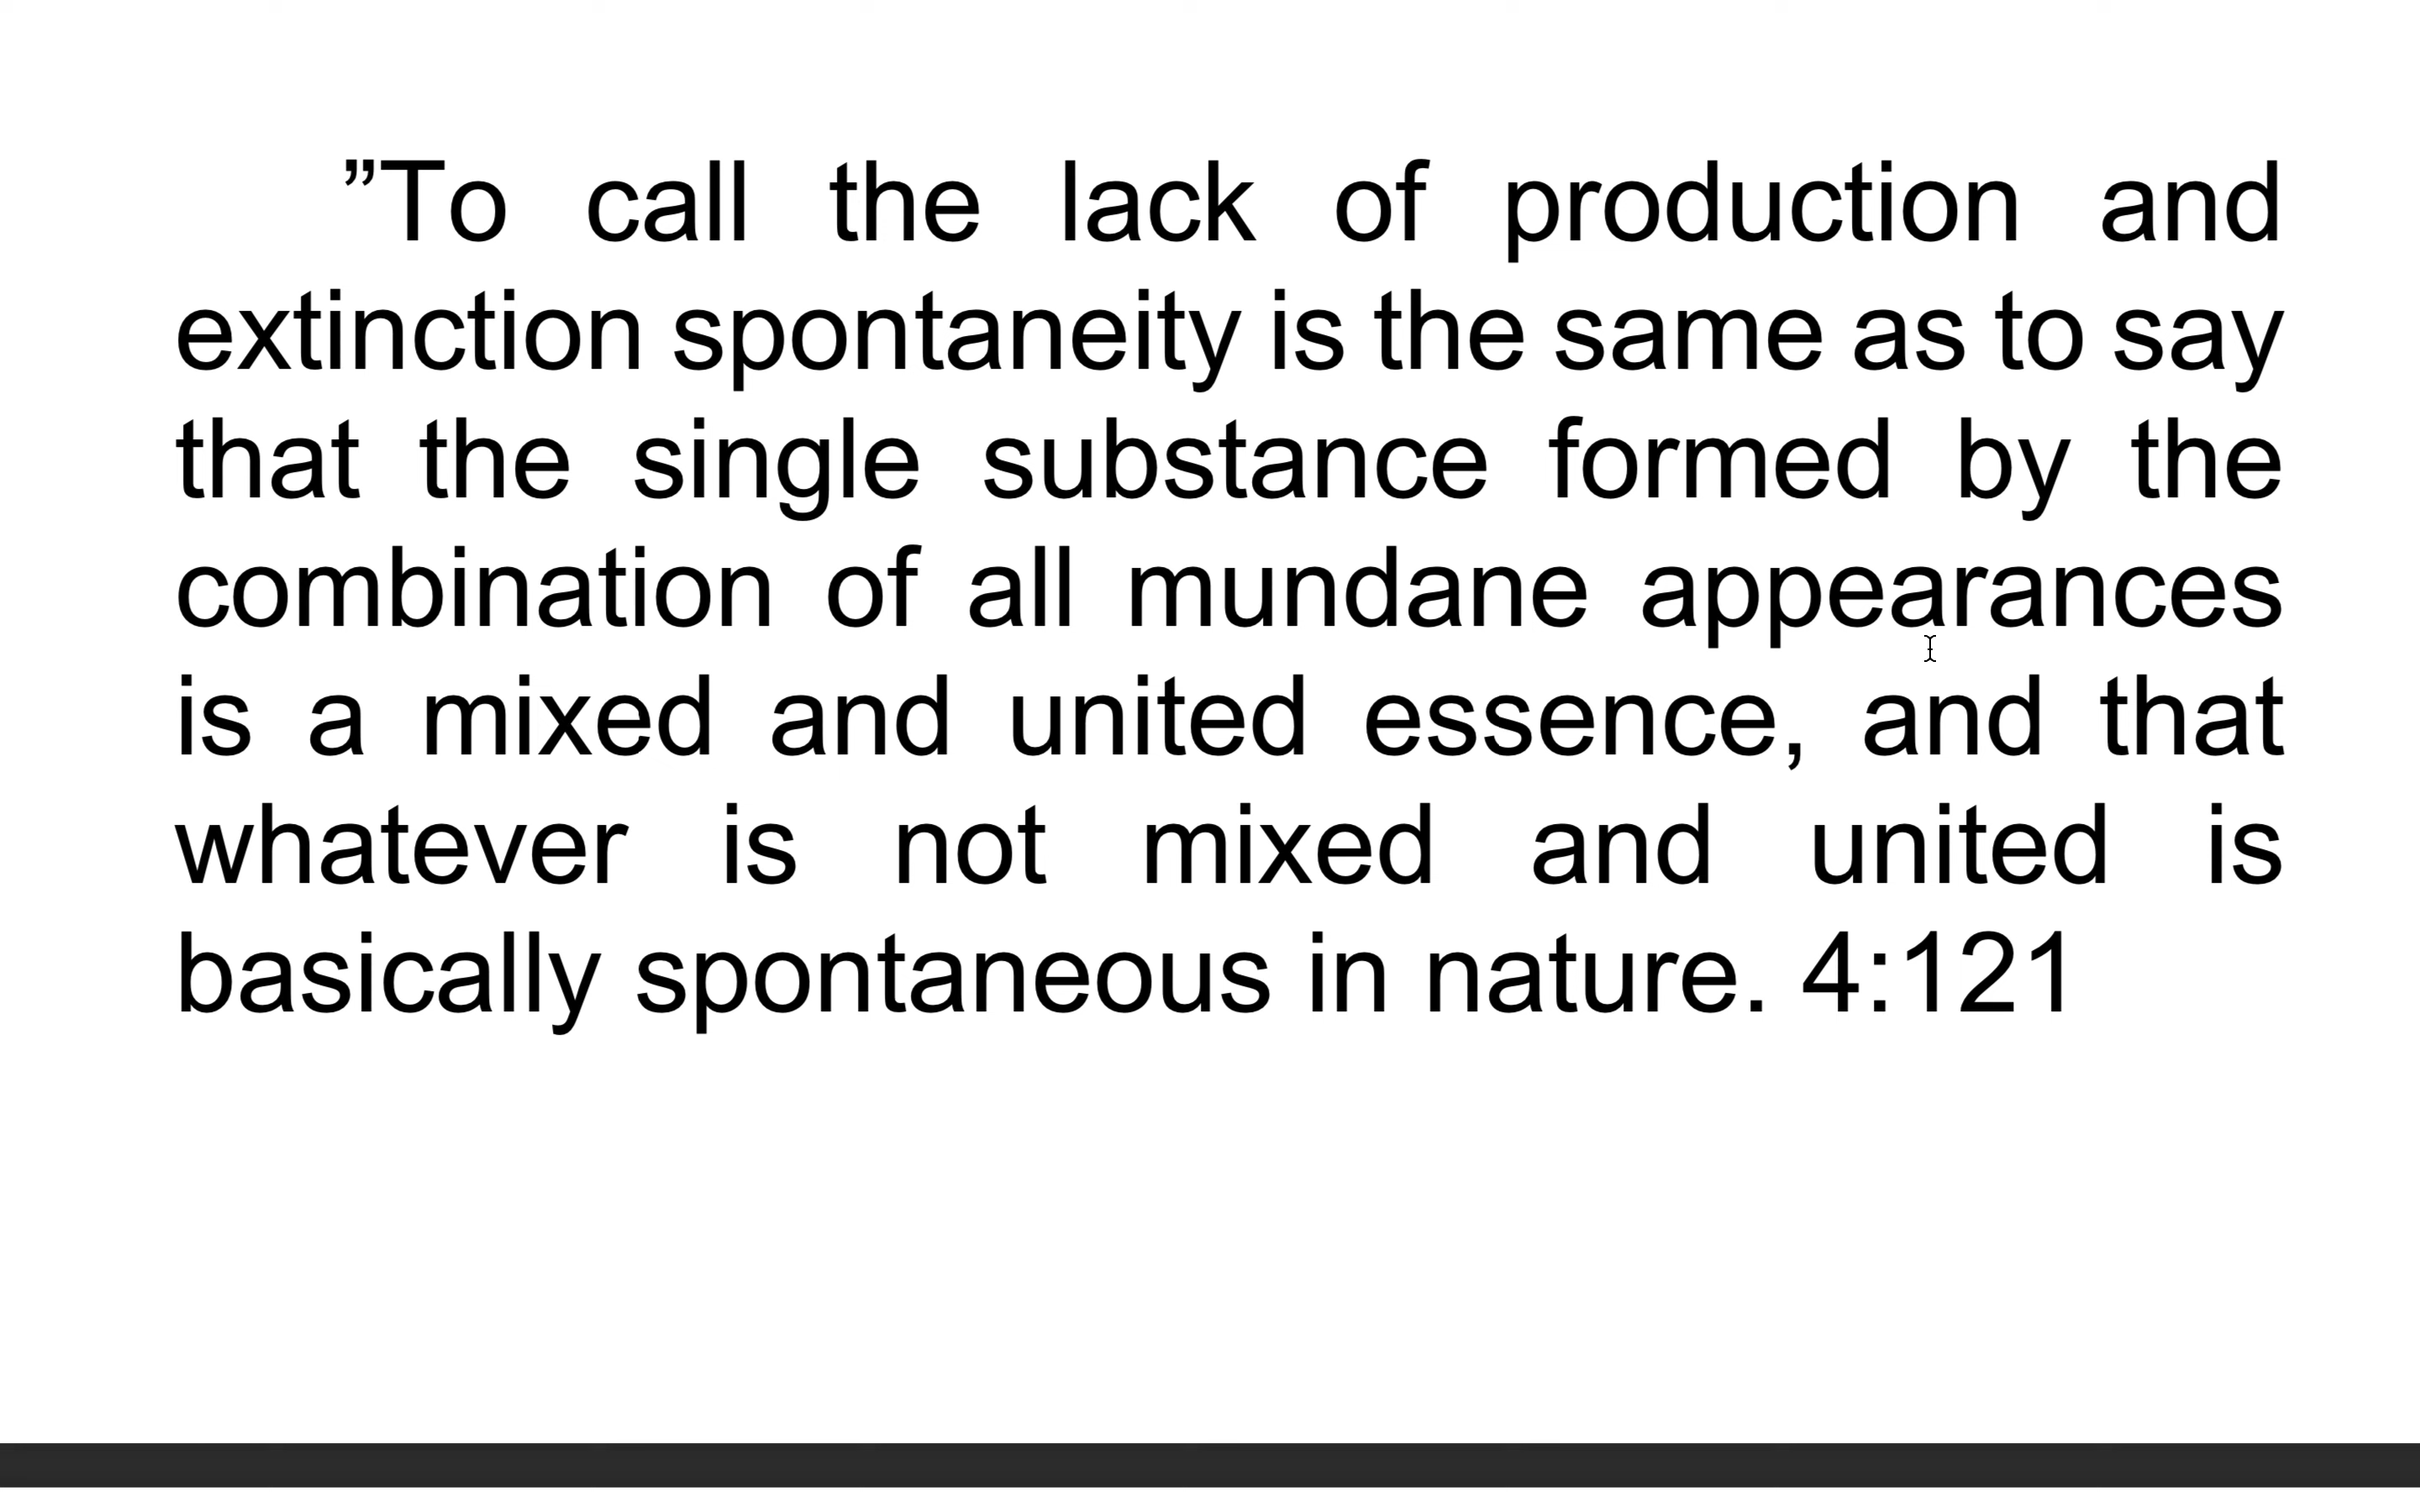 ”To call the lack of production and
extinction spontaneity is the same as to say
that the single substance formed by the
combination of all mundane appearances
is a mixed and united essence, and that
whatever is not mixed and united is
basically spontaneous in nature. 4:121